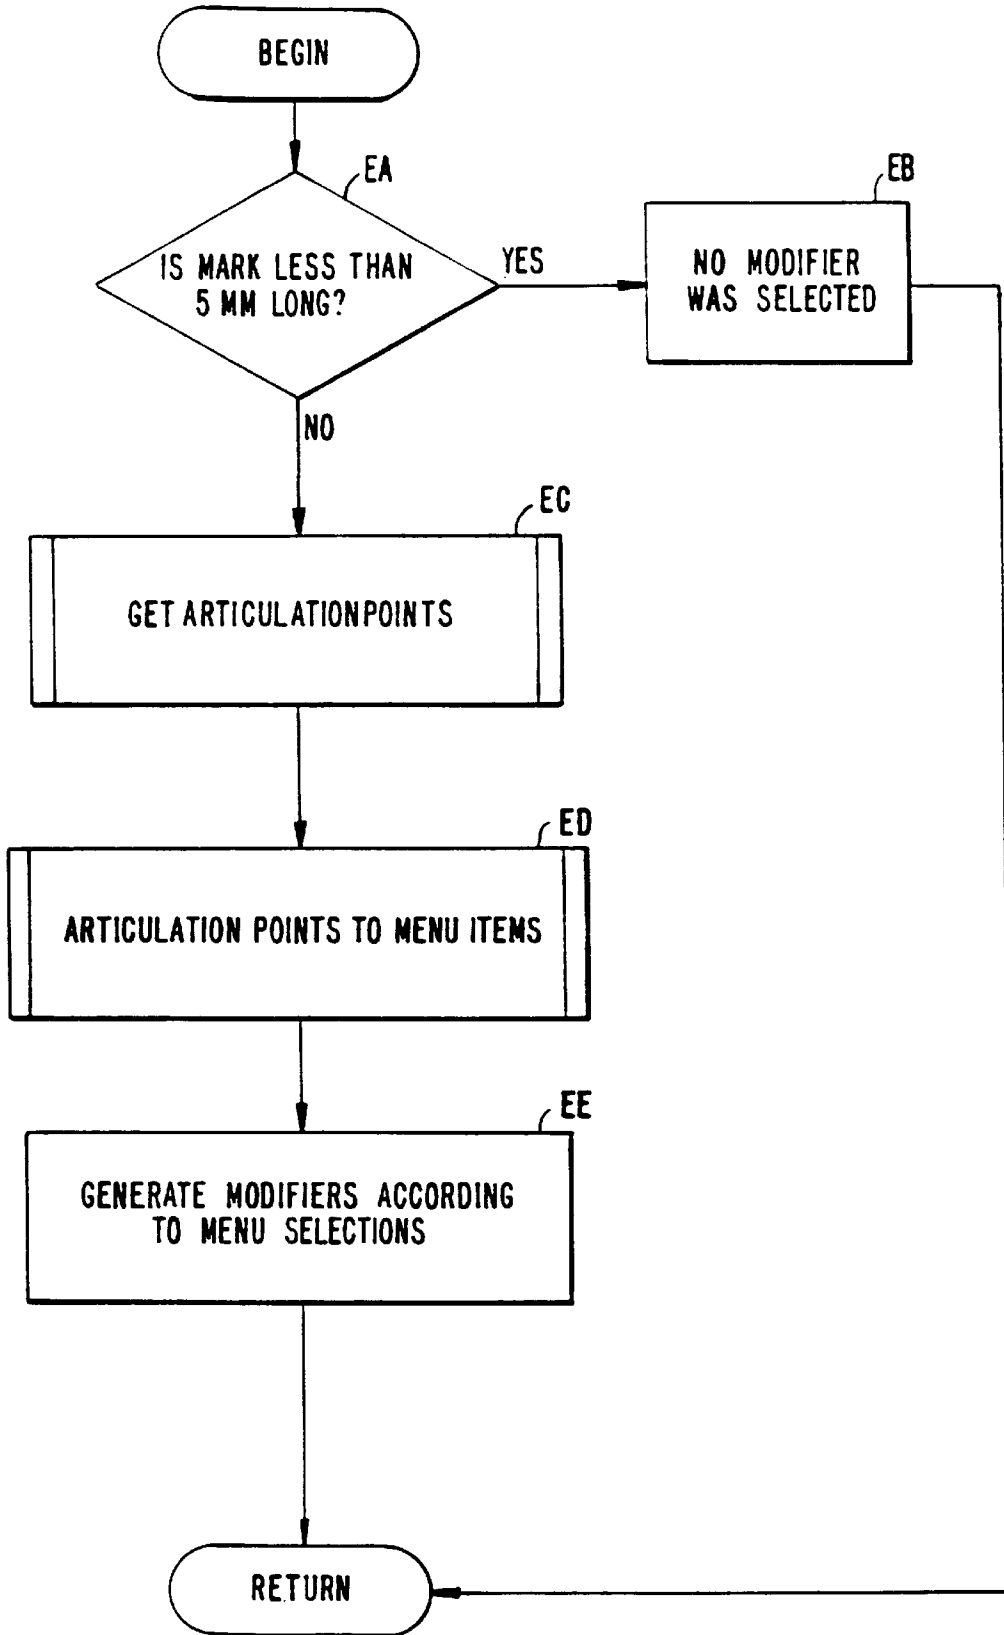 BEGIN
EA
IS MARK LESS THAN
5 MM LONG?
YES
EB
NO MODIFIER
WAS SELECTED
NO
EC
GET ARTICULATION POINTS
ED
ARTICULATION POINTS TO MENU ITEMS
EE
GENERATE MODIFIERS ACCORDING
TO MENU SELECTIONS
RETURN